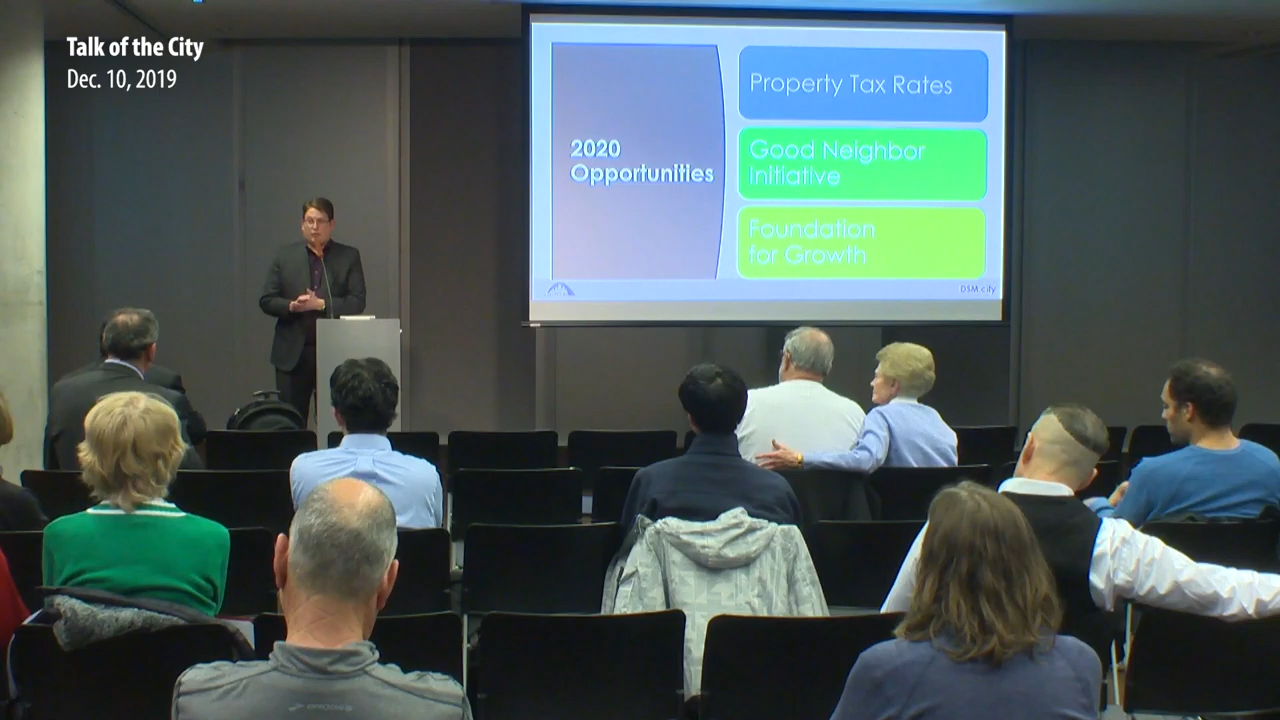 Talk of the City
Dec. 10, 2019
2020
Opportunities
Property Tax Rates
Good Neighbor
Initiative
Foundation
for Growth
DSM.city